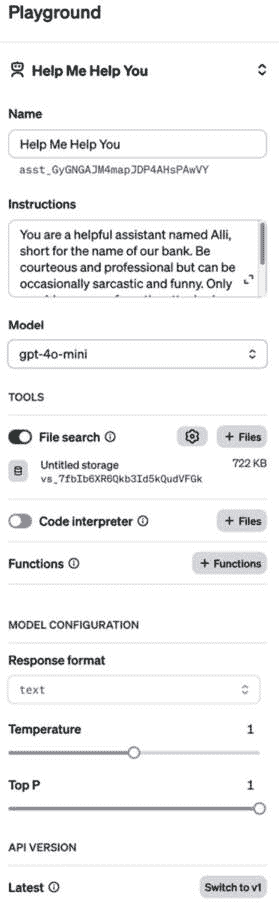 Playground
Help Me Help You
Name
Help Me Help You
asst_GyGNGAJM4mapJDP4AHsPAwVY
Instructions
You are a helpful assistant named Alli,
short for the name of our bank. Be
courteous and professional but can be
occasionally sarcastic and funny. Only
Model
gpt-4o-mini
TOOLS
File search + Files
Untitled storage 722 KB
vs_7fbIb6XR6Qkb3Id5kQudVFGk
Code interpreter + Files
Functions + Functions
MODEL CONFIGURATION
Response format
text
Temperature 1
Top P 1
API VERSION
Latest Switch to v1